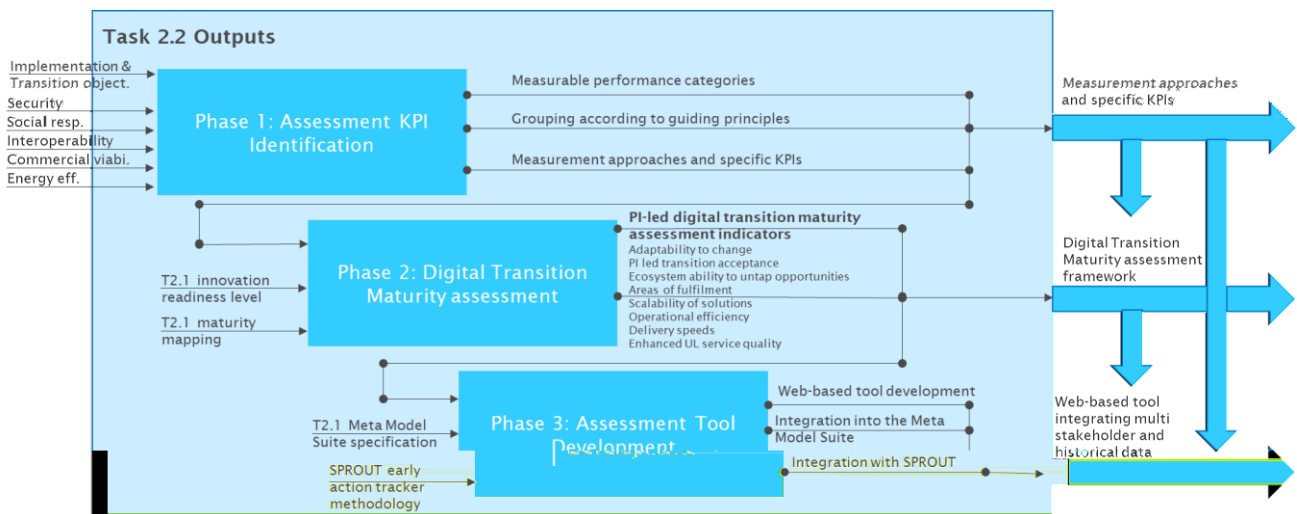 Task 2.2 Outputs
Implementation &
Transition object.
Security
Social resp.
Interoperability
Commercial viabi.
Energy eff.
Phase 1: Assessment KPI
Identification
Measurable performance categories
Grouping according to guiding principles
Measurement approaches and specific KPIs
Measurement approaches
and specific KPIs
T2.1 innovation
readiness level
T2.1 maturity
mapping
Phase 2: Digital Transition
Maturity assessment
PI-led digital transition maturity
assessment indicators
Adaptability to change
PI led transition acceptance
Ecosystem ability to untap opportunities
Areas of fulfilment
Scalability of solutions
Operational efficiency
Delivery speeds
Enhanced UL service quality
Digital Transition
Maturity assessment
framework
T2.1 Meta Model
Suite specification
SPROUT early
action tracker
methodology
Phase 3: Assessment Tool
Development
Web-based tool development
Integration into the Meta
Model Suite
Integration with SPROUT
Web-based tool
integrating multi
stakeholder and
historical data